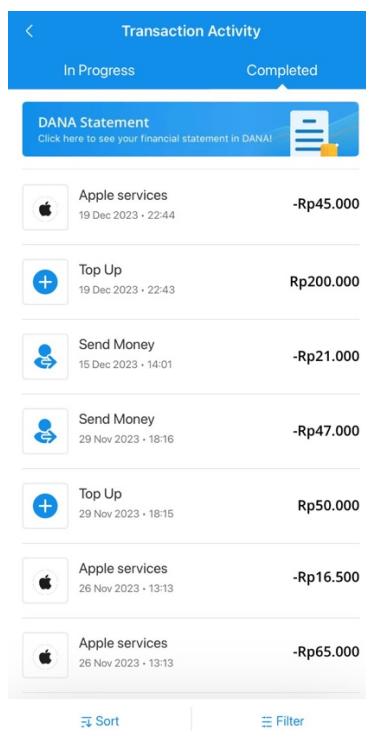 Transaction Activity
In Progress
Completed
DANA Statement
Click here to see your financial statement in DANA!
Apple services
-Rp45.000
19 Dec 2023 • 22:44
Top Up
Rp200.000
19 Dec 2023 • 22:43
Send Money
-Rp21.000
15 Dec 2023 • 14:01
Send Money
-Rp47.000
29 Nov 2023 • 18:16
Top Up
Rp50.000
29 Nov 2023 • 18:15
Apple services
-Rp16.500
26 Nov 2023 • 13:13
Apple services
-Rp65.000
26 Nov 2023 • 13:13
Sort
Filter